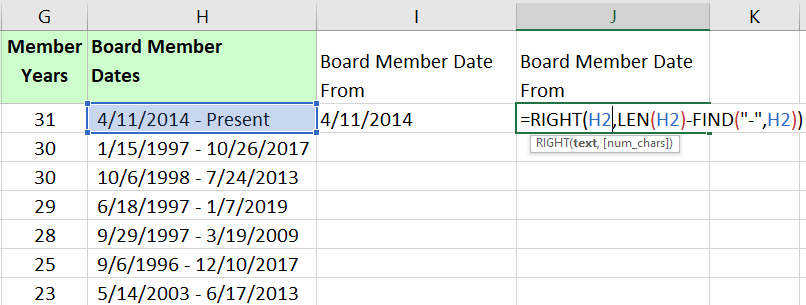 G H I J K
Member Years Board Member Dates Board Member Date From Board Member Date From
31 4/11/2014 - Present 4/11/2014 =RIGHT(H2,LEN(H2)-FIND("-",H2))
30 1/15/1997 - 10/26/2017 RIGHT(text, [num_chars])
30 10/6/1998 - 7/24/2013
29 6/18/1997 - 1/7/2019
28 9/29/1997 - 3/19/2009
25 9/6/1996 - 12/10/2017
23 5/14/2003 - 6/17/2013